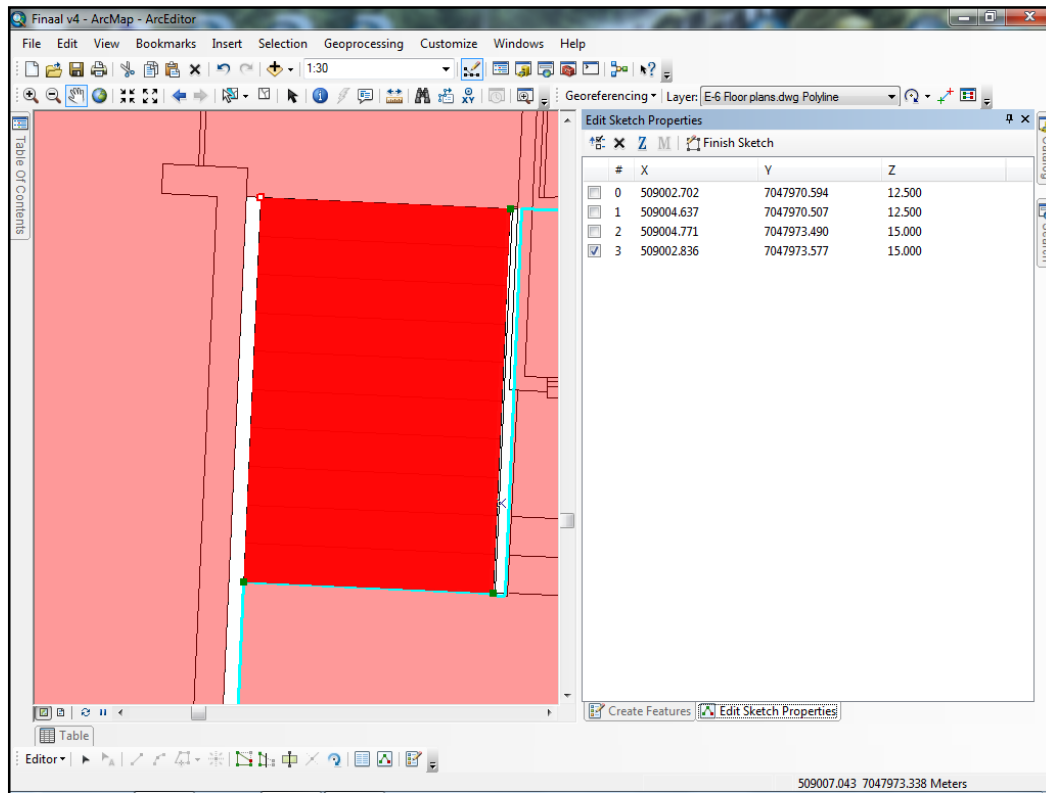 Finaal v4 - ArcMap - ArcEditor
File Edit View Bookmarks Insert Selection Geoprocessing Customize Windows Help
1:30
Georeferencing Layer: E-6 Floor plans.dwg Polyline
Table Of Contents
Edit Sketch Properties
Z M Finish Sketch
# X Y Z
0 509002.702 7047970.594 12.500
1 509004.637 7047970.507 12.500
2 509004.771 7047973.490 15.000
3 509002.836 7047973.577 15.000
Create Features Edit Sketch Properties
Table
Editor
509007.043 7047973.338 Meters